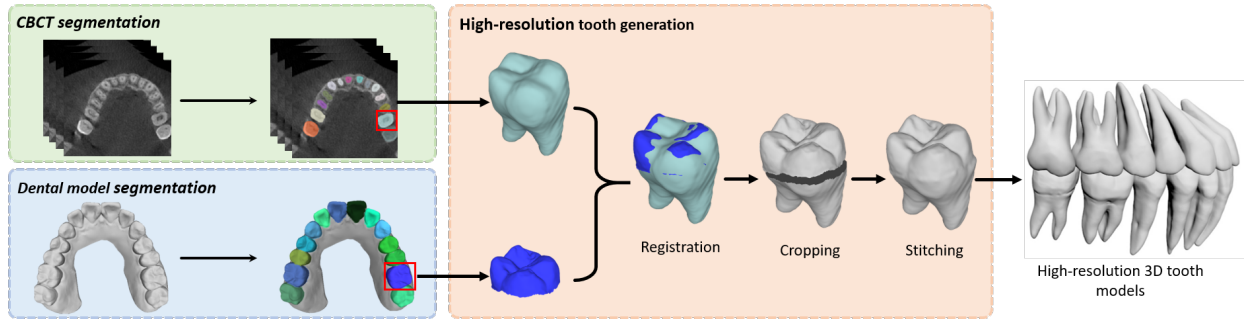 CBCT segmentation
Dental model segmentation
High-resolution tooth generation
Registration
Cropping
Stitching
High-resolution 3D tooth
models